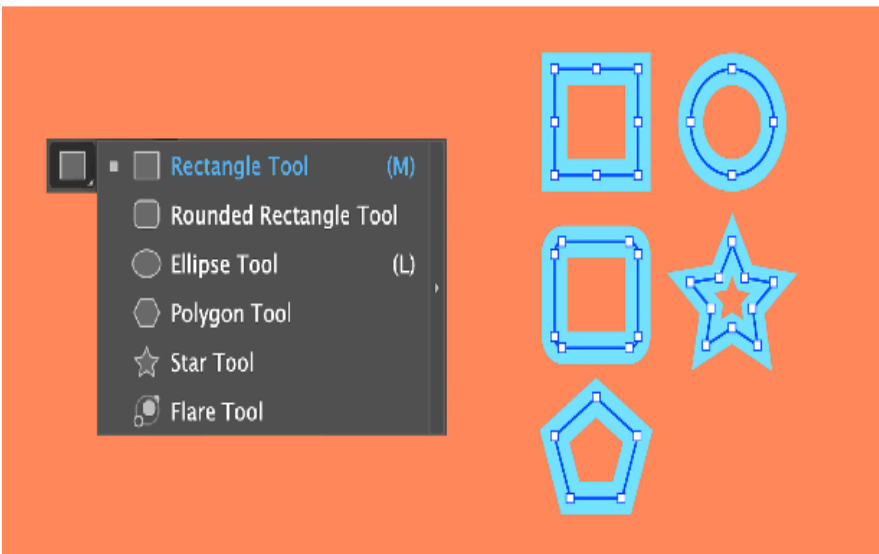 Rectangle Tool (M)
Rounded Rectangle Tool
Ellipse Tool (L)
Polygon Tool
Star Tool
Flare Tool